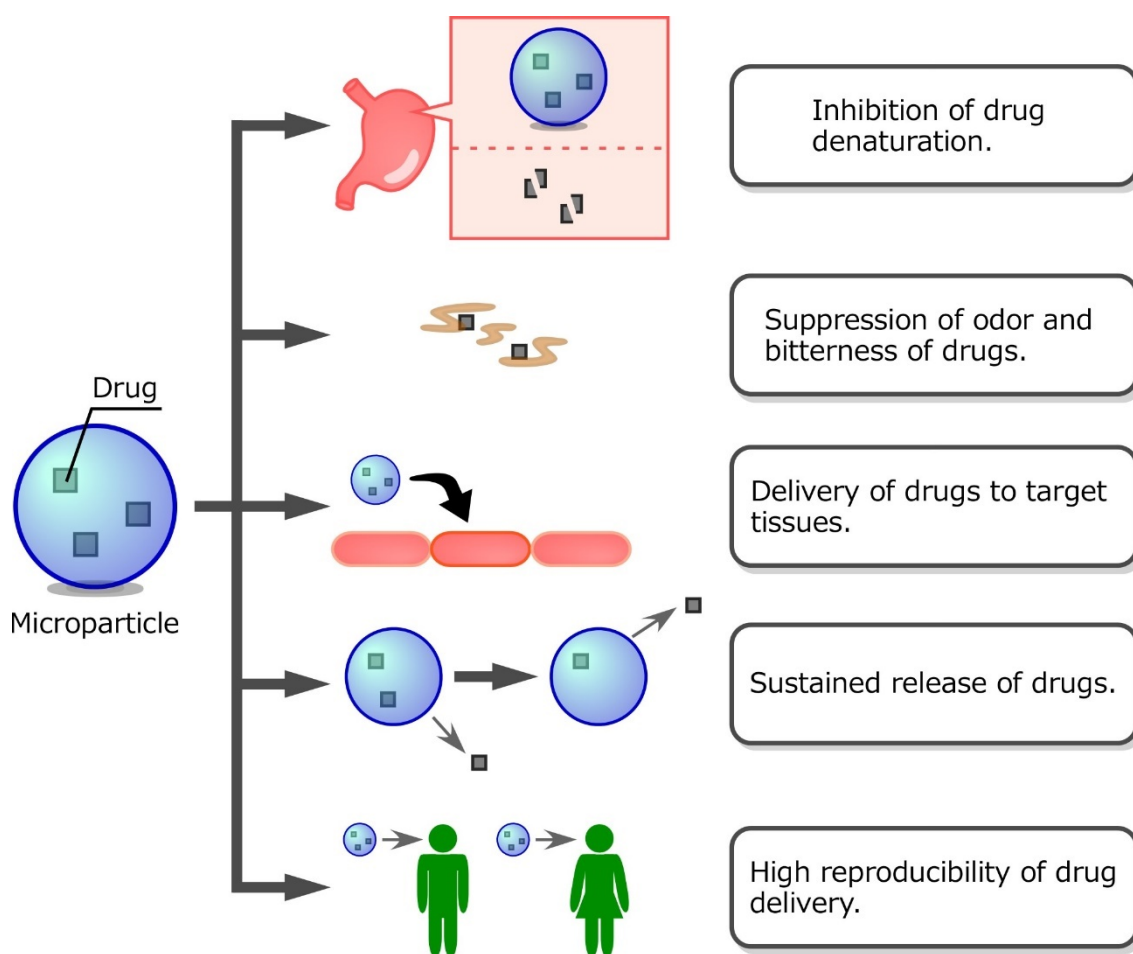 Inhibition of drug
denaturation.
Suppression of odor and
bitterness of drugs.
Drug
Microparticle
Delivery of drugs to target
tissues.
Sustained release of drugs.
High reproducibility of drug
delivery.